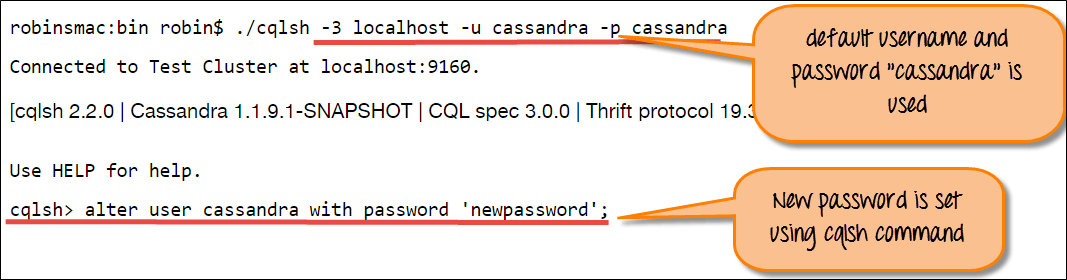 robinsmac:bin robin$ ./cqlsh -3 localhost -u cassandra -p cassandra
Connected to Test Cluster at localhost:9160.
[cqlsh 2.2.0 | Cassandra 1.1.9.1-SNAPSHOT | CQL spec 3.0.0 | Thrift protocol 19.3
Use HELP for help.
cqlsh> alter user cassandra with password 'newpassword';
default username and
password "cassandra" is
used
New password is set
using cqlsh command